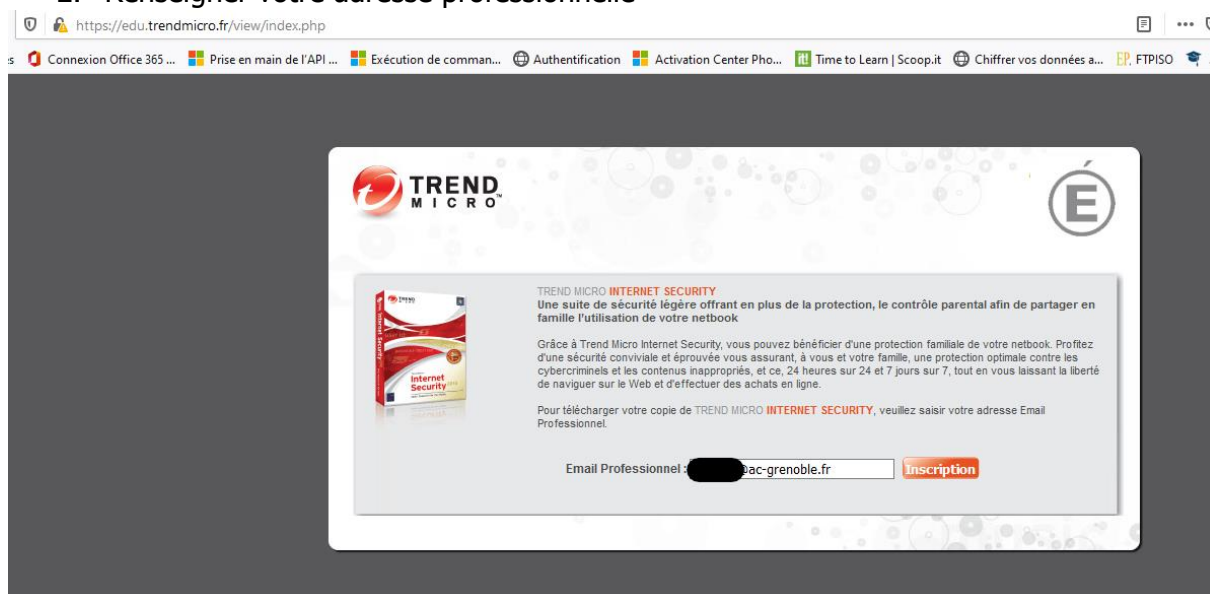 Renseigner votre adresse professionnelle
https://edu.trendmicro.fr/view/index.php
Connexion Office 365 ... Prise en main de l'API ... Exécution de comman... Authentification Activation Center Pho... Time to Learn | Scoop.it Chiffrer vos données a... EP, FTPISO
TREND
MICRO™
É
TREND MICRO INTERNET SECURITY
Une suite de sécurité légère offrant en plus de la protection, le contrôle parental afin de partager en
famille l'utilisation de votre netbook
Grâce à Trend Micro Internet Security, vous pouvez bénéficier d'une protection familiale de votre netbook. Profitez
d'une sécurité conviviale et éprouvée vous assurant, à vous et votre famille, une protection optimale contre les
cybercriminels et les contenus inappropriés, et ce, 24 heures sur 24 et 7 jours sur 7, tout en vous laissant la liberté
de naviguer sur le Web et d'effectuer des achats en ligne.
Pour télécharger votre copie de TREND MICRO INTERNET SECURITY, veuillez saisir votre adresse Email
Professionnel.
Internet
Security
Email Professionnel : @ac-grenoble.fr Inscription